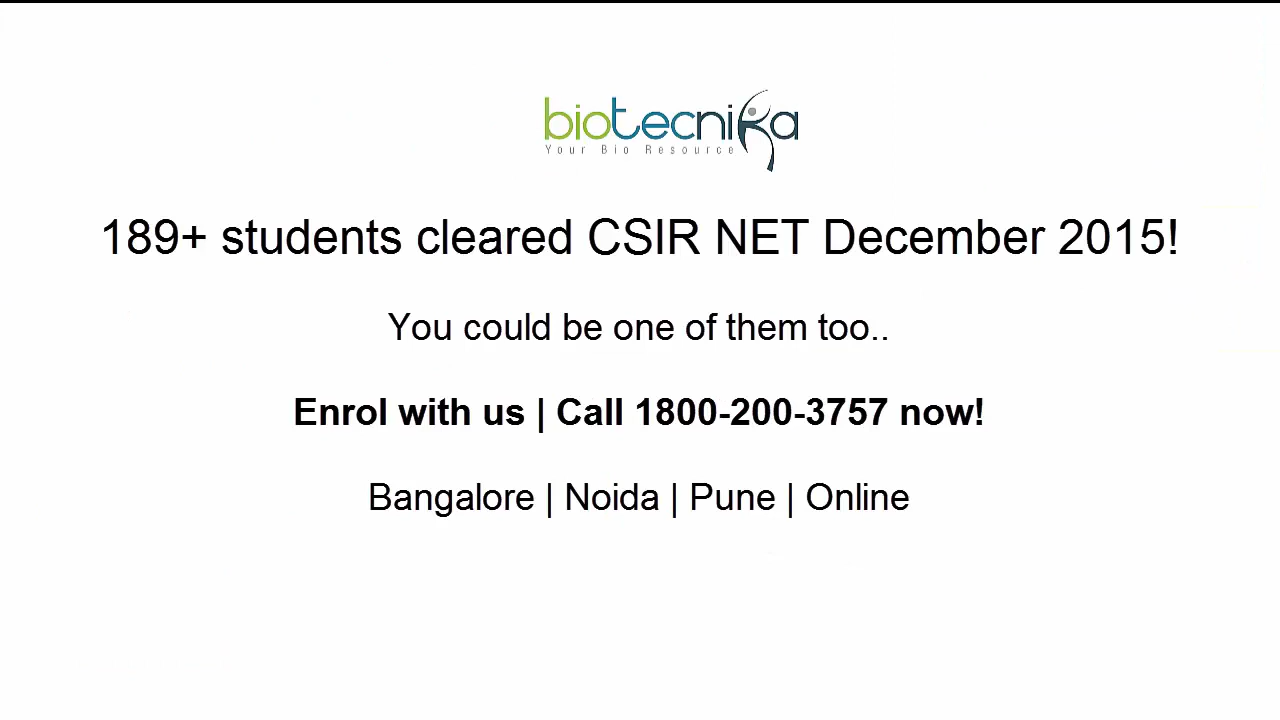 biotecnika
Your Bio Resource
189+ students cleared CSIR NET December 2015!
You could be one of them too..
Enrol with us | Call 1800-200-3757 now!
Bangalore | Noida | Pune | Online